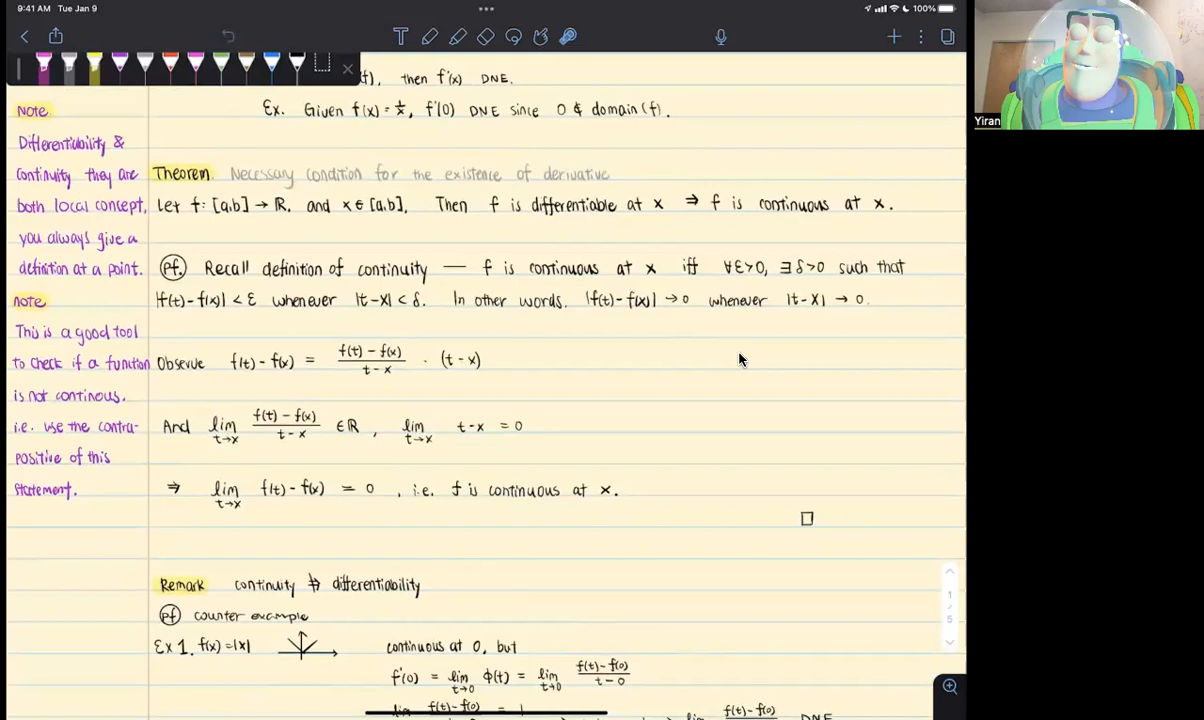 9:41 AM Tue Jan 9
100%
Yiran
, then f'(x) DNE.
Ex. Given f(x) = 1/x, f'(0) DNE since 0 ∉ domain(f).
Note
Differentiability &
continuity they are
both local concept,
you always give a
definition at a point.
note
This is a good tool
to check if a function
is not continous.
i.e. use the contra-
positive of this
statement.
Theorem. Necessary condition for the existence of derivative
Let f: [a,b] → ℝ, and x ∈ [a,b], Then f is differentiable at x ⇒ f is continuous at x.
Pf. Recall definition of continuity — f is continuous at x iff ∀ε>0, ∃δ>0 such that
|f(t) - f(x)| < ε whenever |t-x| < δ. In other words. |f(t) - f(x)| → 0 whenever |t-x| → 0.
Observe f(t) - f(x) = (f(t) - f(x))/(t-x) · (t-x)
And lim t→x (f(t) - f(x))/(t-x) ∈ ℝ, lim t→x t-x = 0
⇒ lim t→x f(t) - f(x) = 0, i.e. f is continuous at x.
□
Remark continuity ⇏ differentiability
pf counter example
Ex 1. f(x) = |x| continuous at 0, but
f'(0) = lim t→0 ϕ(t) = lim t→0 (f(t) - f(0))/(t-0)
1
5